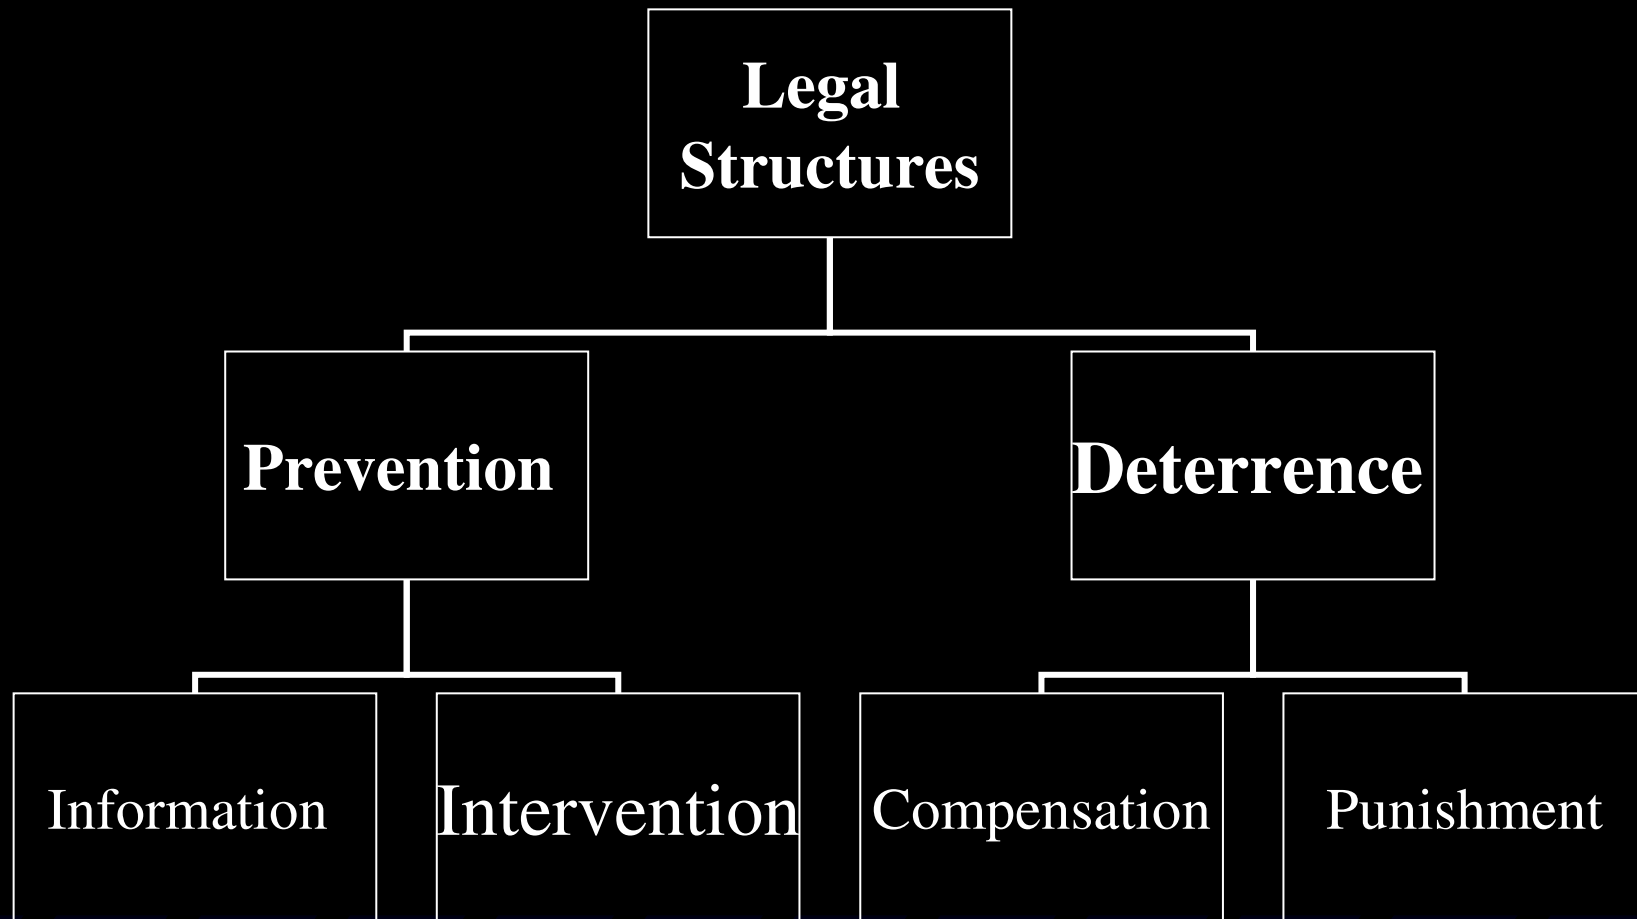 Legal
Structures
Prevention
Deterrence
Information
Intervention
Compensation
Punishment